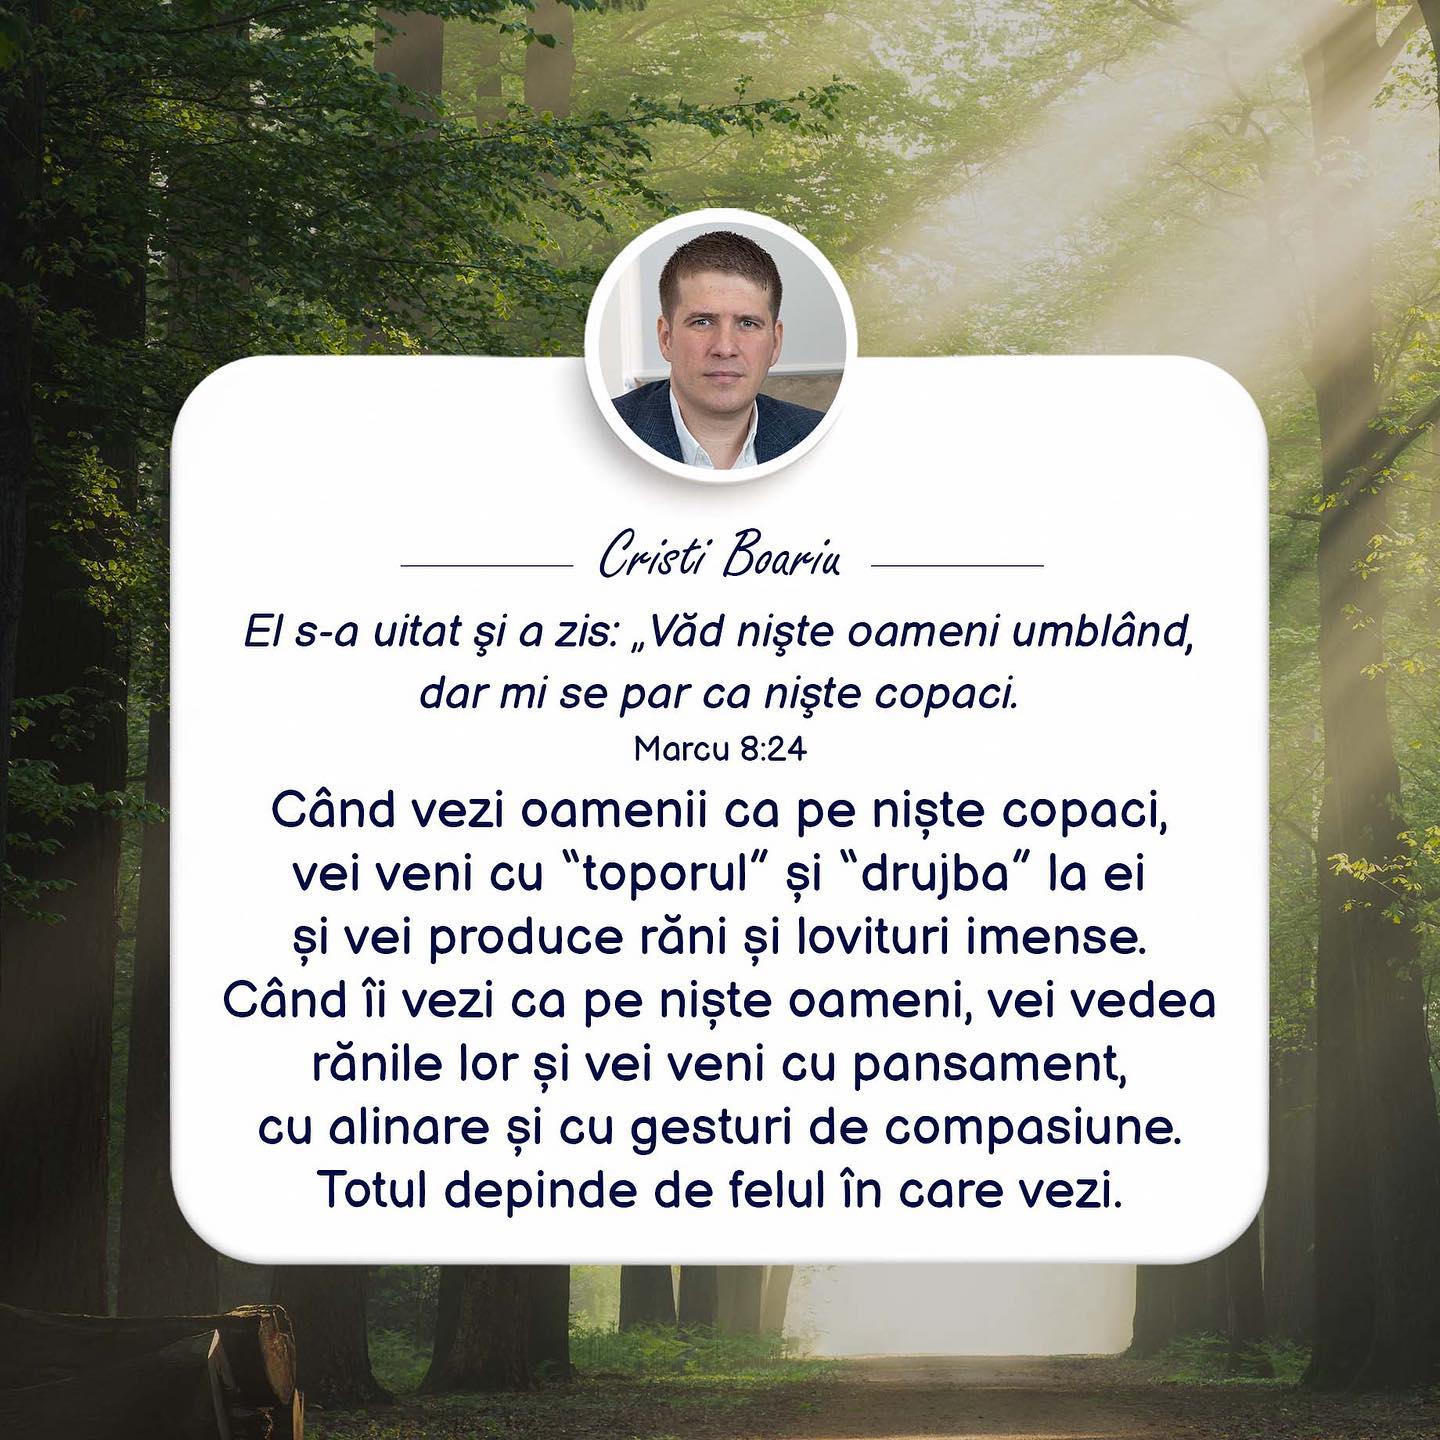 Cristi Boariu
El s-a uitat şi a zis: „Văd nişte oameni umblând,
dar mi se par ca nişte copaci.
Marcu 8:24
Când vezi oamenii ca pe niște copaci,
vei veni cu “toporul” și “drujba” la ei
și vei produce răni și lovituri imense.
Când îi vezi ca pe niște oameni, vei vedea
rănile lor și vei veni cu pansament,
cu alinare și cu gesturi de compasiune.
Totul depinde de felul în care vezi.